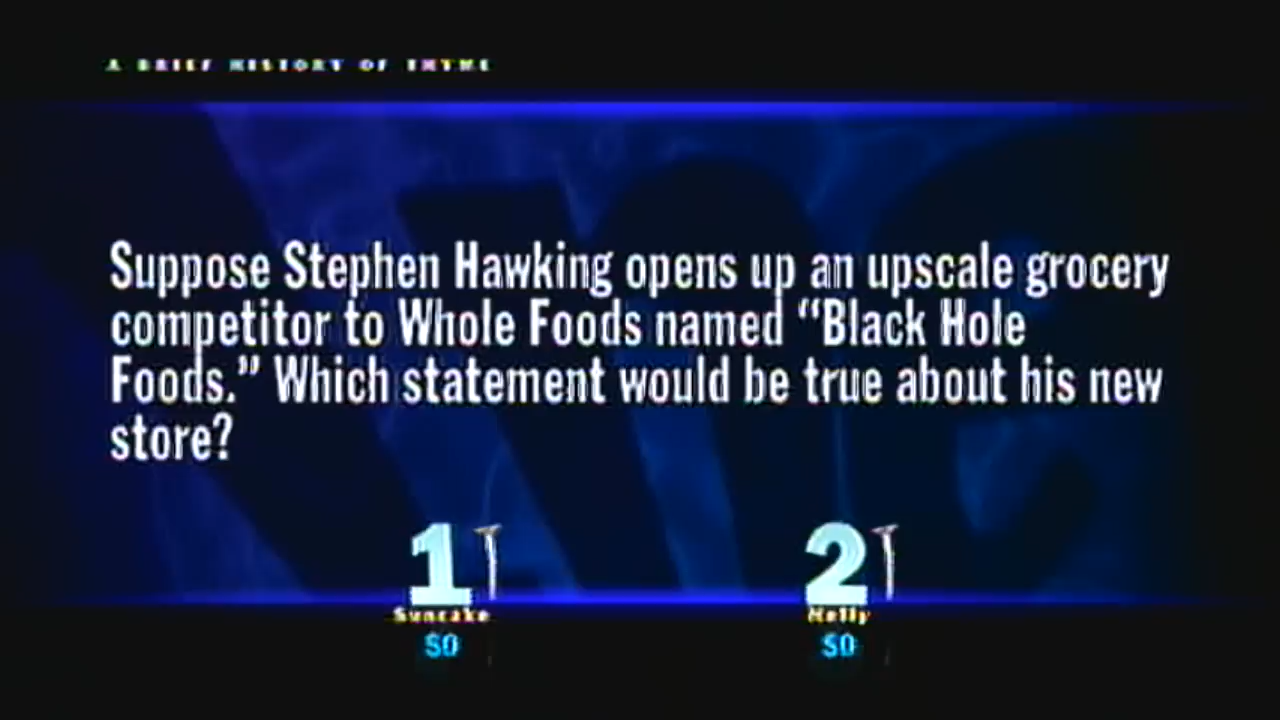 A BRIEF HISTORY OF THYME
Suppose Stephen Hawking opens up an upscale grocery
competitor to Whole Foods named “Black Hole
Foods.” Which statement would be true about his new
store?
1 2
Suncake Nelly
$0 $0